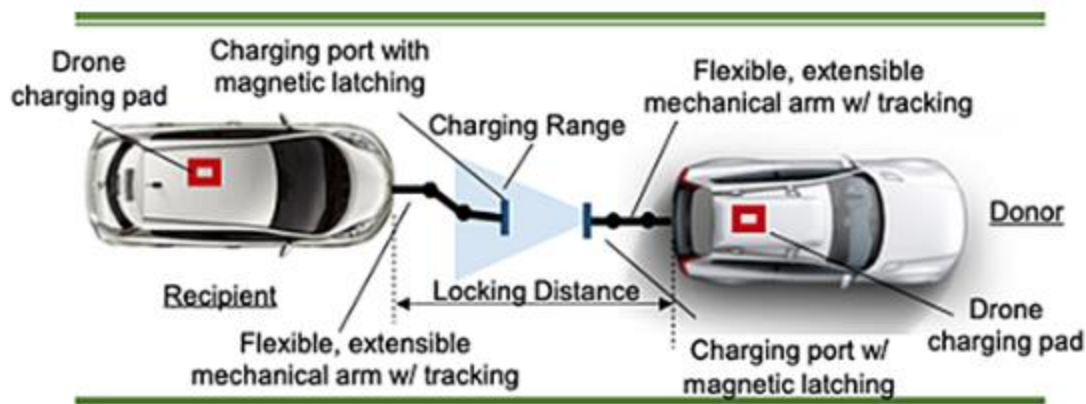 Drone
charging pad
Charging port with
magnetic latching
Charging Range
Flexible, extensible
mechanical arm w/ tracking
Donor
Recipient
Locking Distance
Flexible, extensible
mechanical arm w/ tracking
Charging port w/
magnetic latching
Drone
charging pad